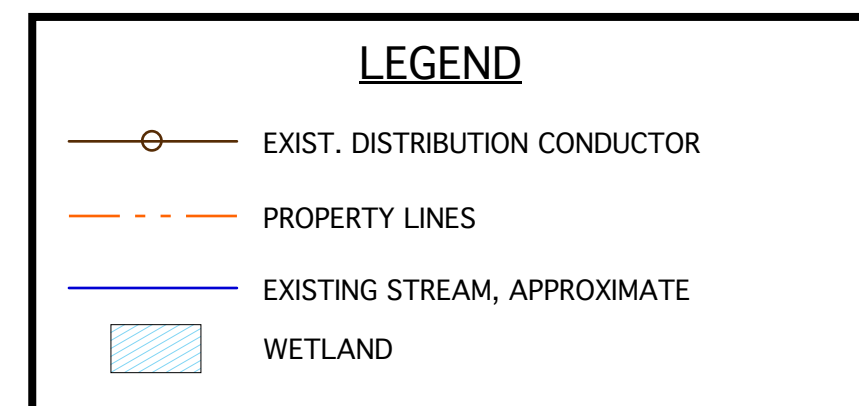 LEGEND
EXIST. DISTRIBUTION CONDUCTOR
PROPERTY LINES
EXISTING STREAM, APPROXIMATE
WETLAND